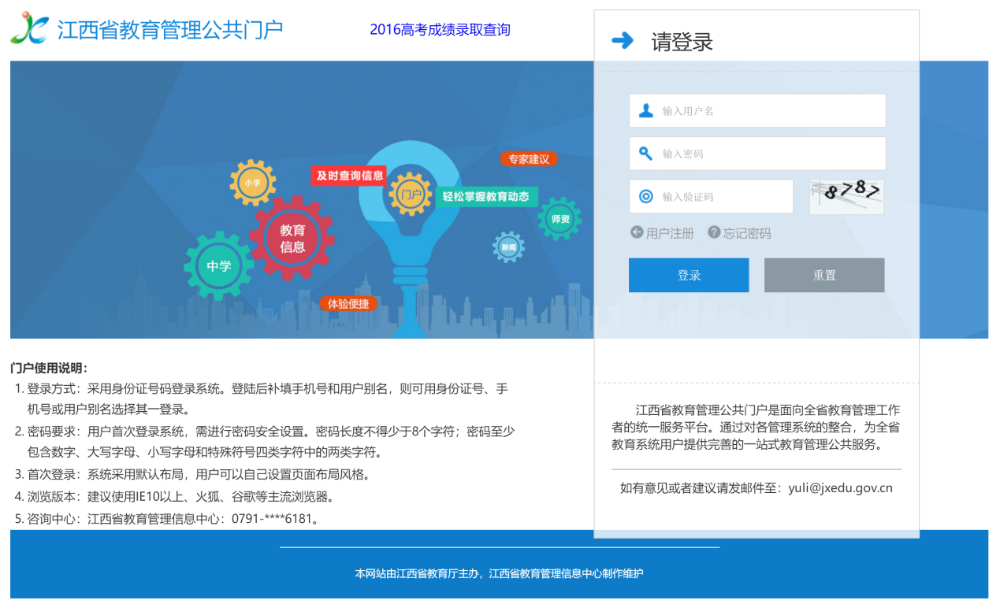 江西省教育管理公共门户
2016高考成绩录取查询
请登录
输入用户名
输入密码
输入验证码
8787
用户注册 忘记密码
登录 重置
专家建议
小学
及时查询信息
门户
轻松掌握教育动态
师资
教育
信息
新闻
中学
体验便捷
门户使用说明：
1. 登录方式：采用身份证号码登录系统。登陆后补填手机号和用户别名，则可用身份证号、手
机号或用户别名选择其一登录。
2. 密码要求：用户首次登录系统，需进行密码安全设置。密码长度不得少于8个字符；密码至少
包含数字、大写字母、小写字母和特殊符号四类字符中的两类字符。
3. 首次登录：系统采用默认布局，用户可以自己设置页面布局风格。
4. 浏览版本：建议使用IE10以上、火狐、谷歌等主流浏览器。
5. 咨询中心：江西省教育管理信息中心：0791-****6181。
江西省教育管理公共门户是面向全省教育管理工作
者的统一服务平台。通过对各管理系统的整合，为全省
教育系统用户提供完善的一站式教育管理公共服务。
如有意见或者建议请发邮件至：yuli@jxedu.gov.cn
本网站由江西省教育厅主办，江西省教育管理信息中心制作维护